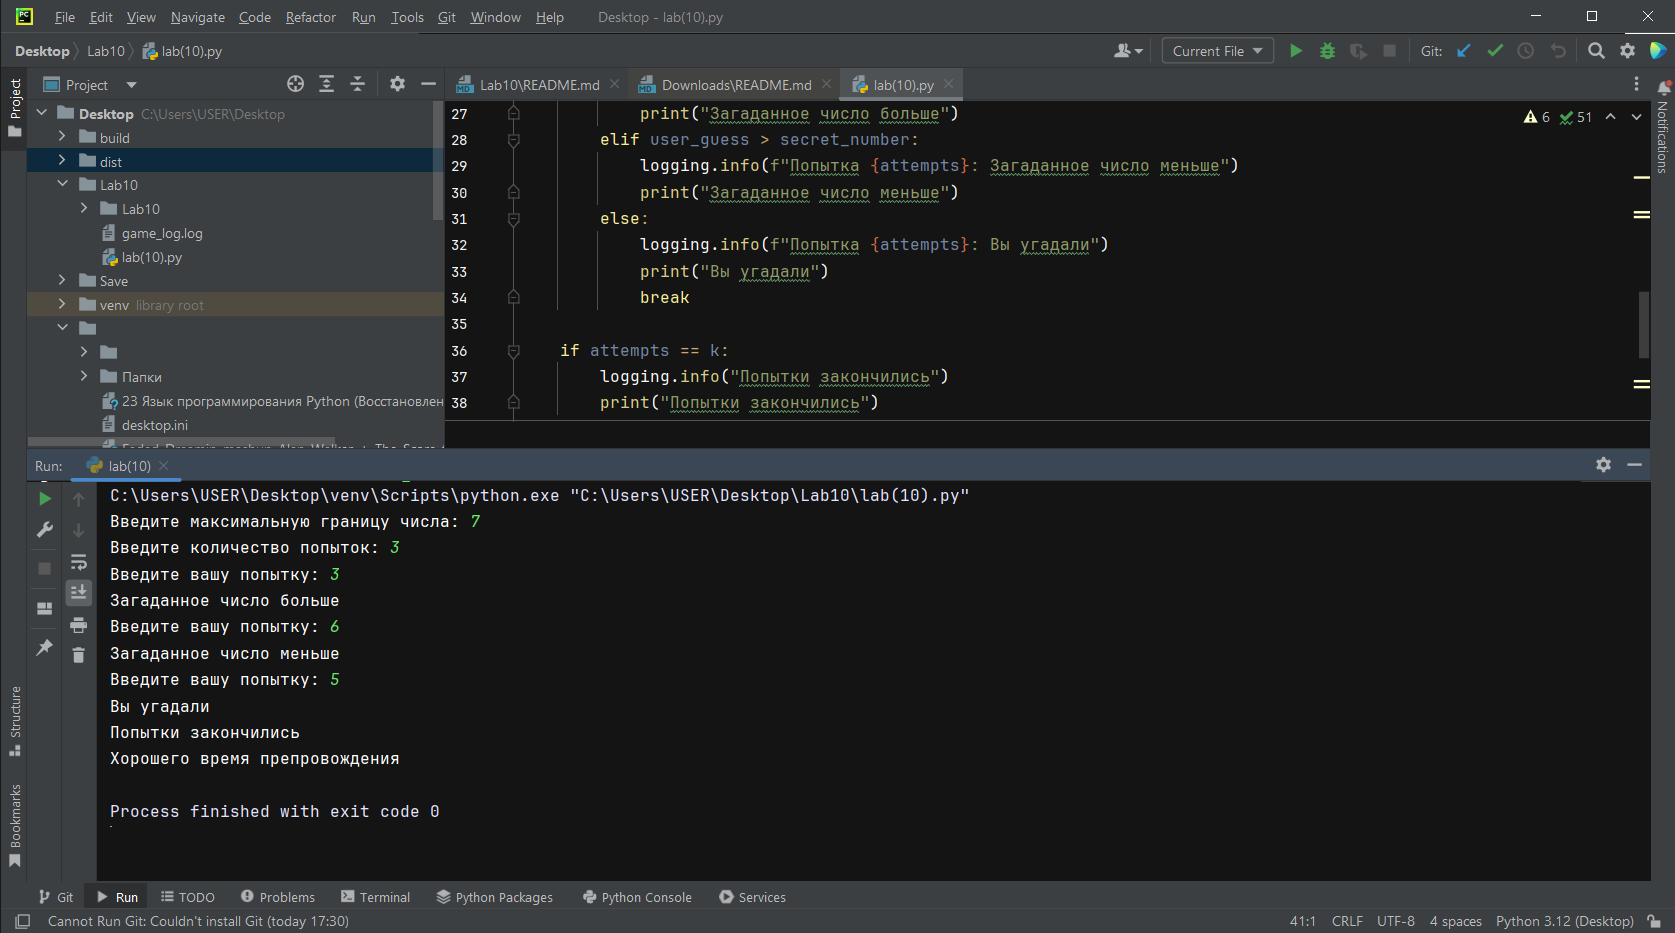 PC
File Edit View Navigate Code Refactor Run Tools Git Window Help Desktop - lab(10).py
Desktop Lab10 lab(10).py Current File Git:
Project
Project
Lab10\README.md Downloads\README.md lab(10).py
Notifications
Desktop C:\Users\USER\Desktop
build
dist
Lab10
Lab10
game_log.log
lab(10).py
Save
venv library root
Папки
23 Язык программирования Python (Восстановлен
desktop.ini
6 51
27 print("Загаданное число больше")
28 elif user_guess > secret_number:
29 logging.info(f"Попытка {attempts}: Загаданное число меньше")
30 print("Загаданное число меньше")
31 else:
32 logging.info(f"Попытка {attempts}: Вы угадали")
33 print("Вы угадали")
34 break
35
36 if attempts == k:
37 logging.info("Попытки закончились")
38 print("Попытки закончились")
Run: lab(10)
C:\Users\USER\Desktop\venv\Scripts\python.exe "C:\Users\USER\Desktop\Lab10\lab(10).py"
Введите максимальную границу числа: 7
Введите количество попыток: 3
Введите вашу попытку: 3
Загаданное число больше
Введите вашу попытку: 6
Загаданное число меньше
Введите вашу попытку: 5
Вы угадали
Попытки закончились
Хорошего время препровождения
Process finished with exit code 0
Structure
Bookmarks
Git Run TODO Problems Terminal Python Packages Python Console Services
Cannot Run Git: Couldn't install Git (today 17:30) 41:1 CRLF UTF-8 4 spaces Python 3.12 (Desktop)